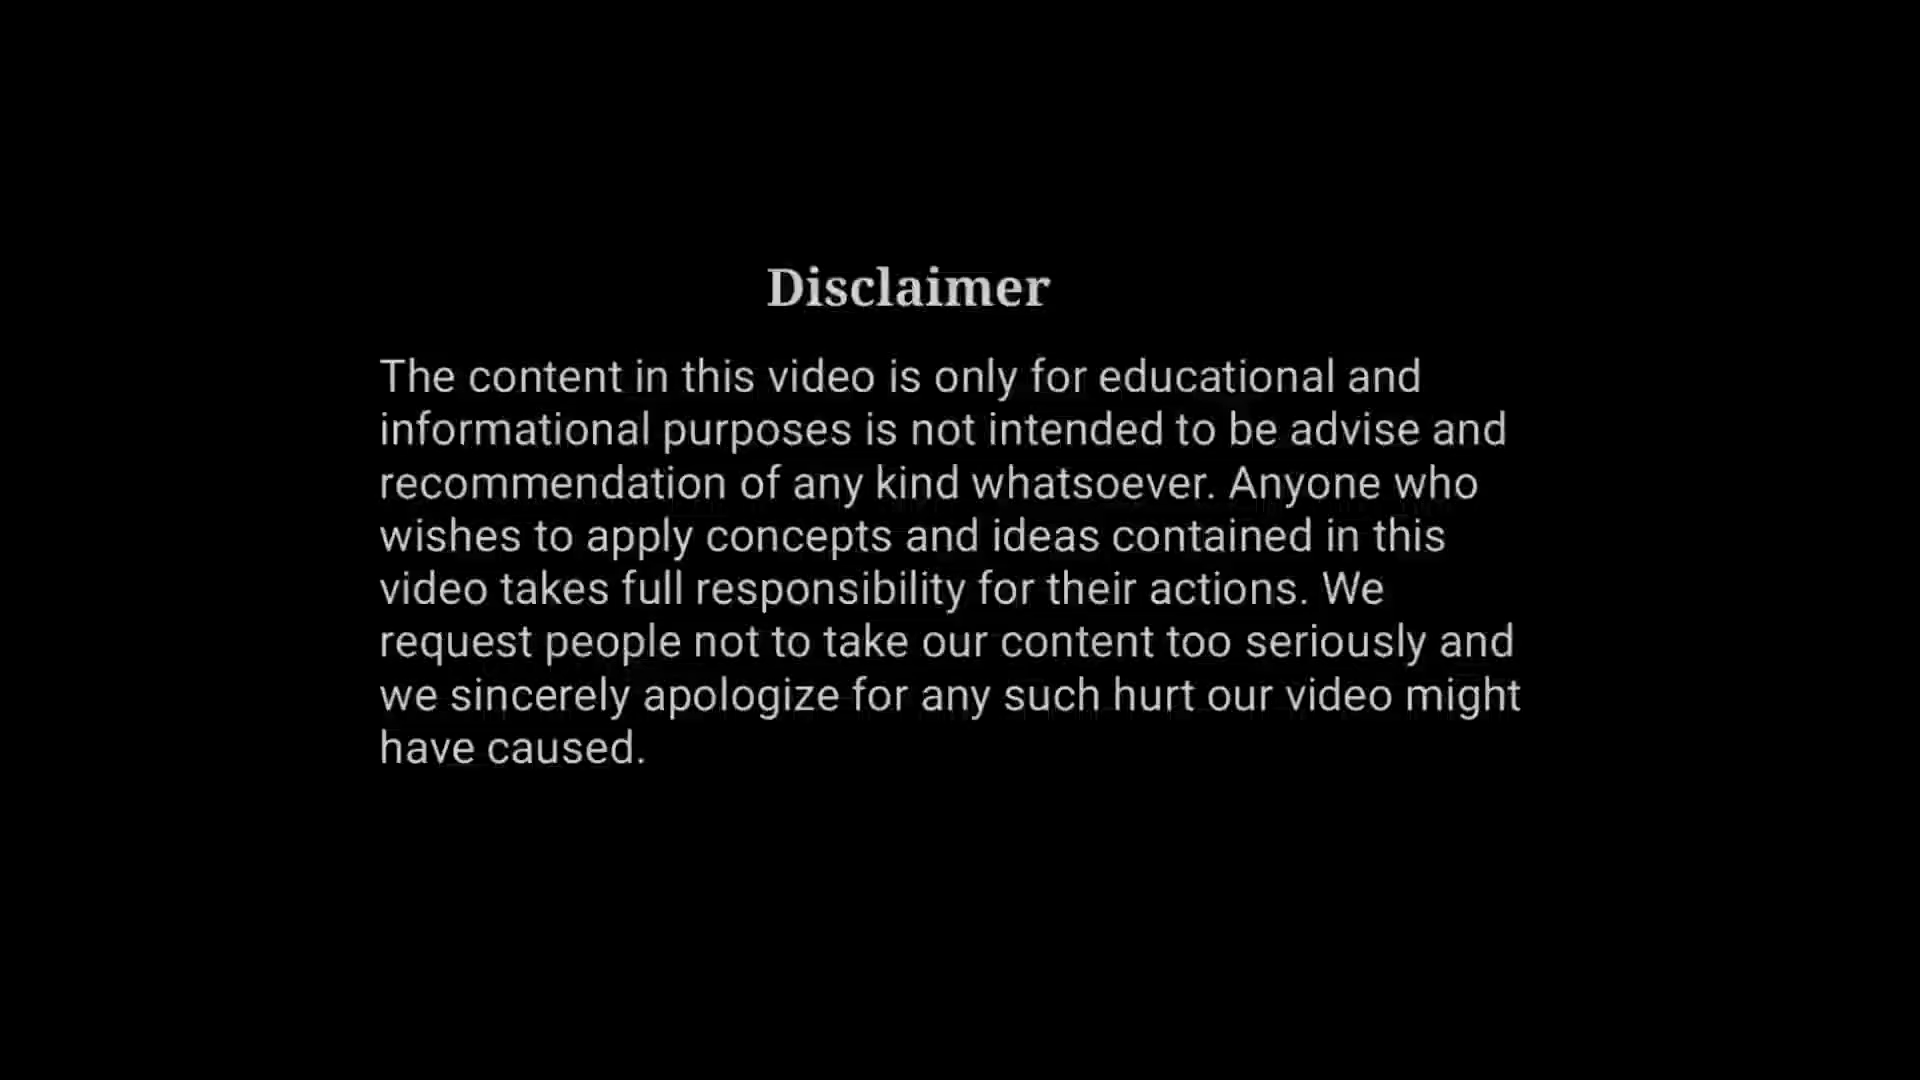 Disclaimer
The content in this video is only for educational and
informational purposes is not intended to be advise and
recommendation of any kind whatsoever. Anyone who
wishes to apply concepts and ideas contained in this
video takes full responsibility for their actions. We
request people not to take our content too seriously and
we sincerely apologize for any such hurt our video might
have caused.